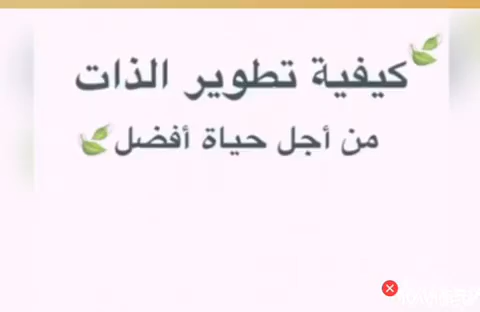 كيفية تطوير الذات🌿
من أجل حياة أفضل🌿